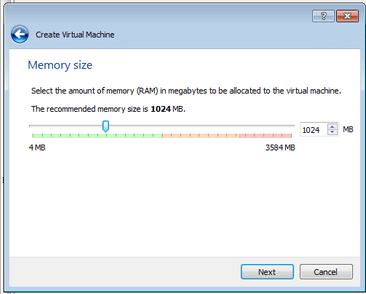 ?
Create Virtual Machine
Memory size
Select the amount of memory (RAM) in megabytes to be allocated to the virtual machine.
The recommended memory size is 1024 MB.
1024 MB
4 MB 3584 MB
Next Cancel